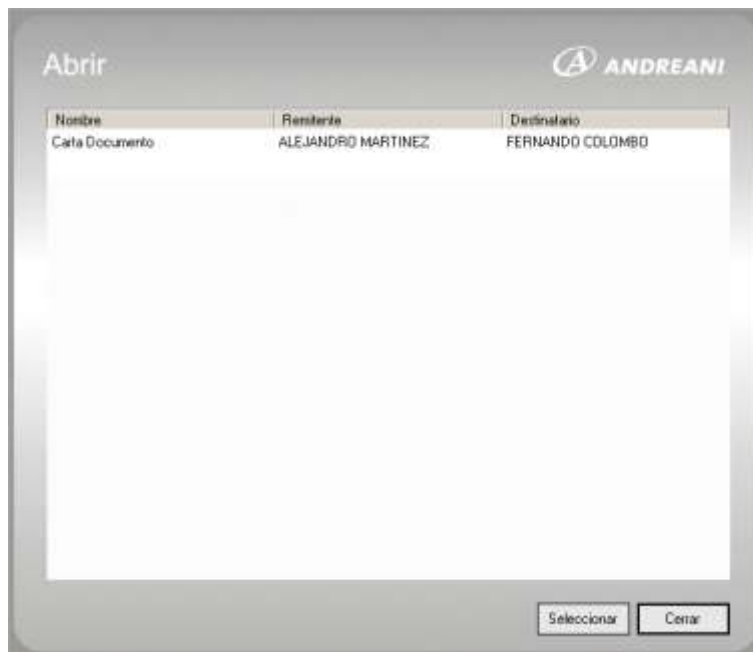 Abrir
ANDREANI
Nombre Remitente Destinatario
Carta Documento ALEJANDRO MARTINEZ FERNANDO COLOMBO
Seleccionar Cerrar